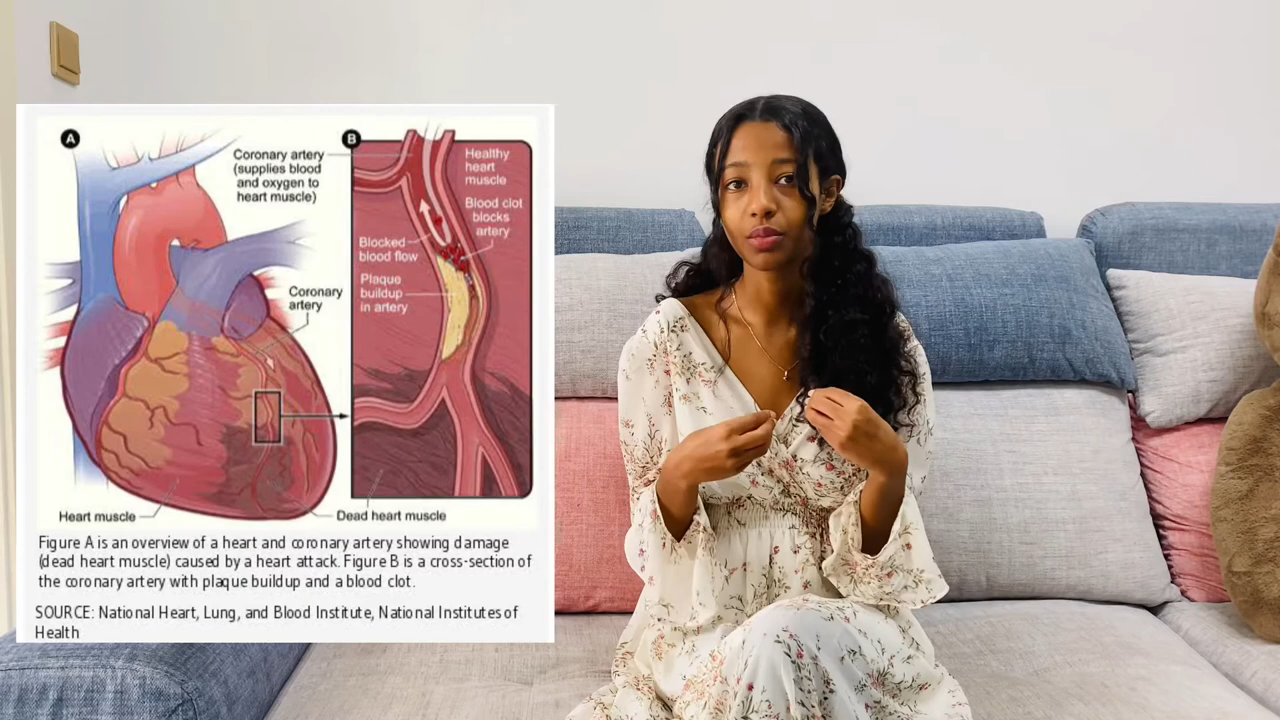 A
Coronary artery
(supplies blood
and oxygen to
heart muscle)
Coronary
artery
Heart muscle
Dead heart muscle
B
Healthy
heart
muscle
Blood clot
blocks
artery
Blocked
blood flow
Plaque
buildup
in artery
Figure A is an overview of a heart and coronary artery showing damage
(dead heart muscle) caused by a heart attack. Figure B is a cross-section of
the coronary artery with plaque buildup and a blood clot.
SOURCE: National Heart, Lung, and Blood Institute, National Institutes of
Health